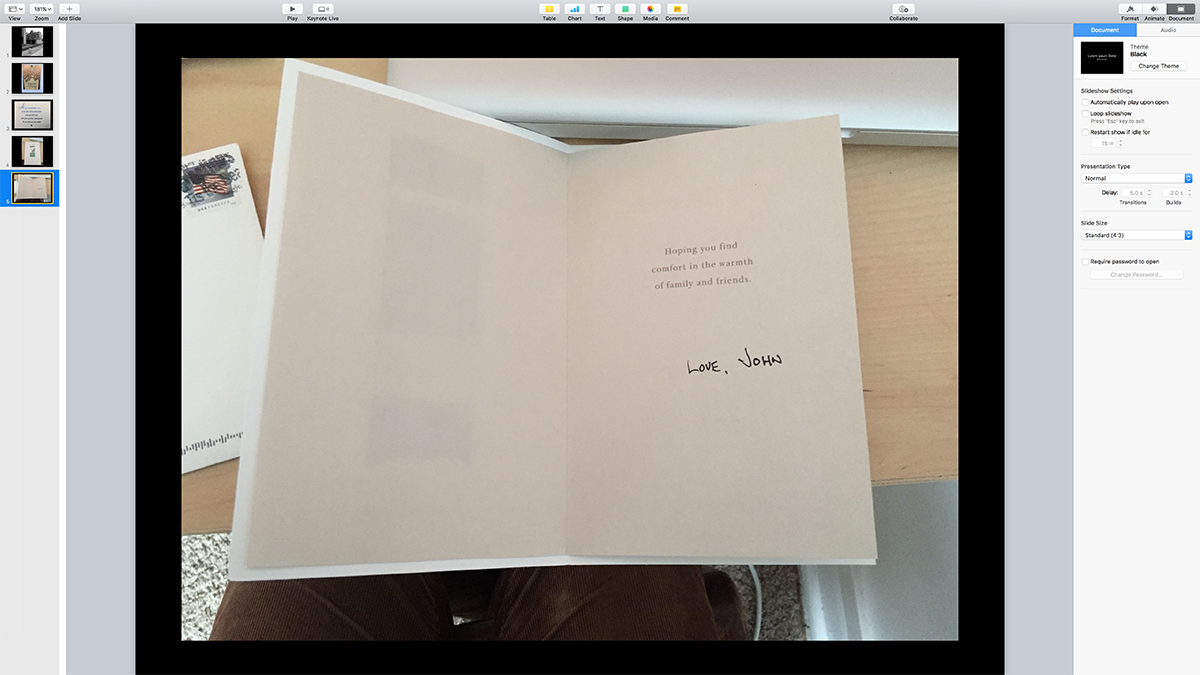 View
Zoom
Add Slide
181%
Play
Keynote Live
Table
Chart
Text
Shape
Media
Comment
Collaborate
Format
Animate
Document
1
2
3
4
5
Hoping you find
comfort in the warmth
of family and friends.
LOVE, JOHN
Document
Audio
Theme
Black
Change Theme
Slideshow Settings
Automatically play upon open
Loop slideshow
Press "Esc" key to exit
Restart show if idle for
15 m
Presentation Type
Normal
Delay:
5.0 s
2.0 s
Transitions
Builds
Slide Size
Standard (4:3)
Require password to open
Change Password...